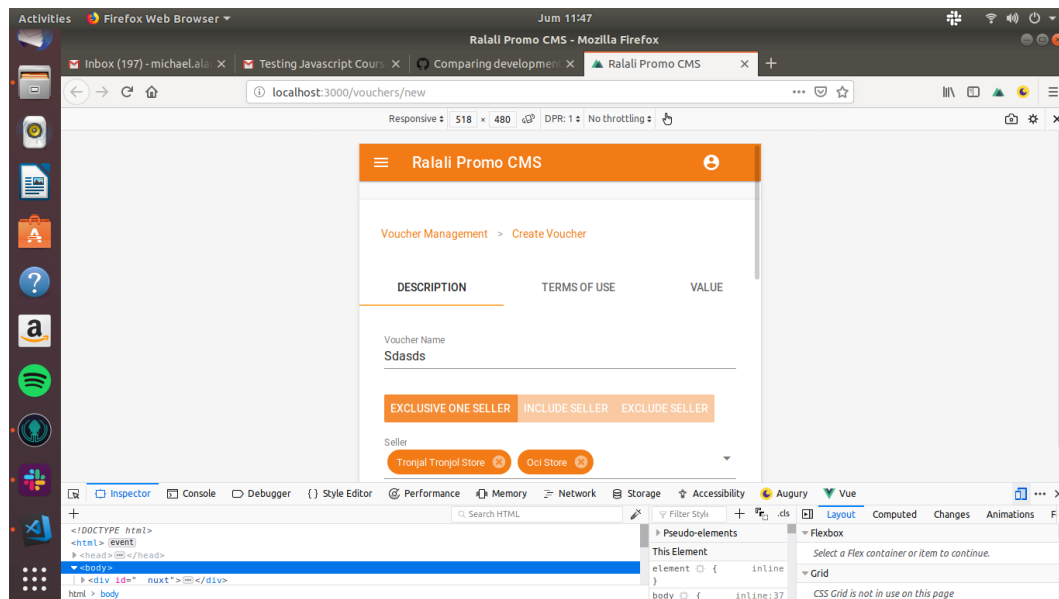 Activities Firefox Web Browser Jum 11:47
Ralali Promo CMS - Mozilla Firefox
Inbox (197) - michael.ala Testing Javascript Cours Comparing development Ralali Promo CMS
localhost:3000/vouchers/new
Responsive 518 × 480 DPR: 1 No throttling
Ralali Promo CMS
Voucher Management > Create Voucher
DESCRIPTION TERMS OF USE VALUE
Voucher Name
Sdasds
EXCLUSIVE ONE SELLER INCLUDE SELLER EXCLUDE SELLER
Seller
Tronjal Tronjol Store Oci Store
Inspector Console Debugger {} Style Editor Performance Memory Network Storage Accessibility Augury Vue
+ Search HTML Filter Style + .cls Layout Computed Changes Animations F
<!DOCTYPE html> Pseudo-elements Flexbox
<html> event This Element Select a Flex container or item to continue.
<head></head> element { inline Grid
<body> }
<div id="__nuxt"></div> body { inline:37 CSS Grid is not in use on this page
html > body